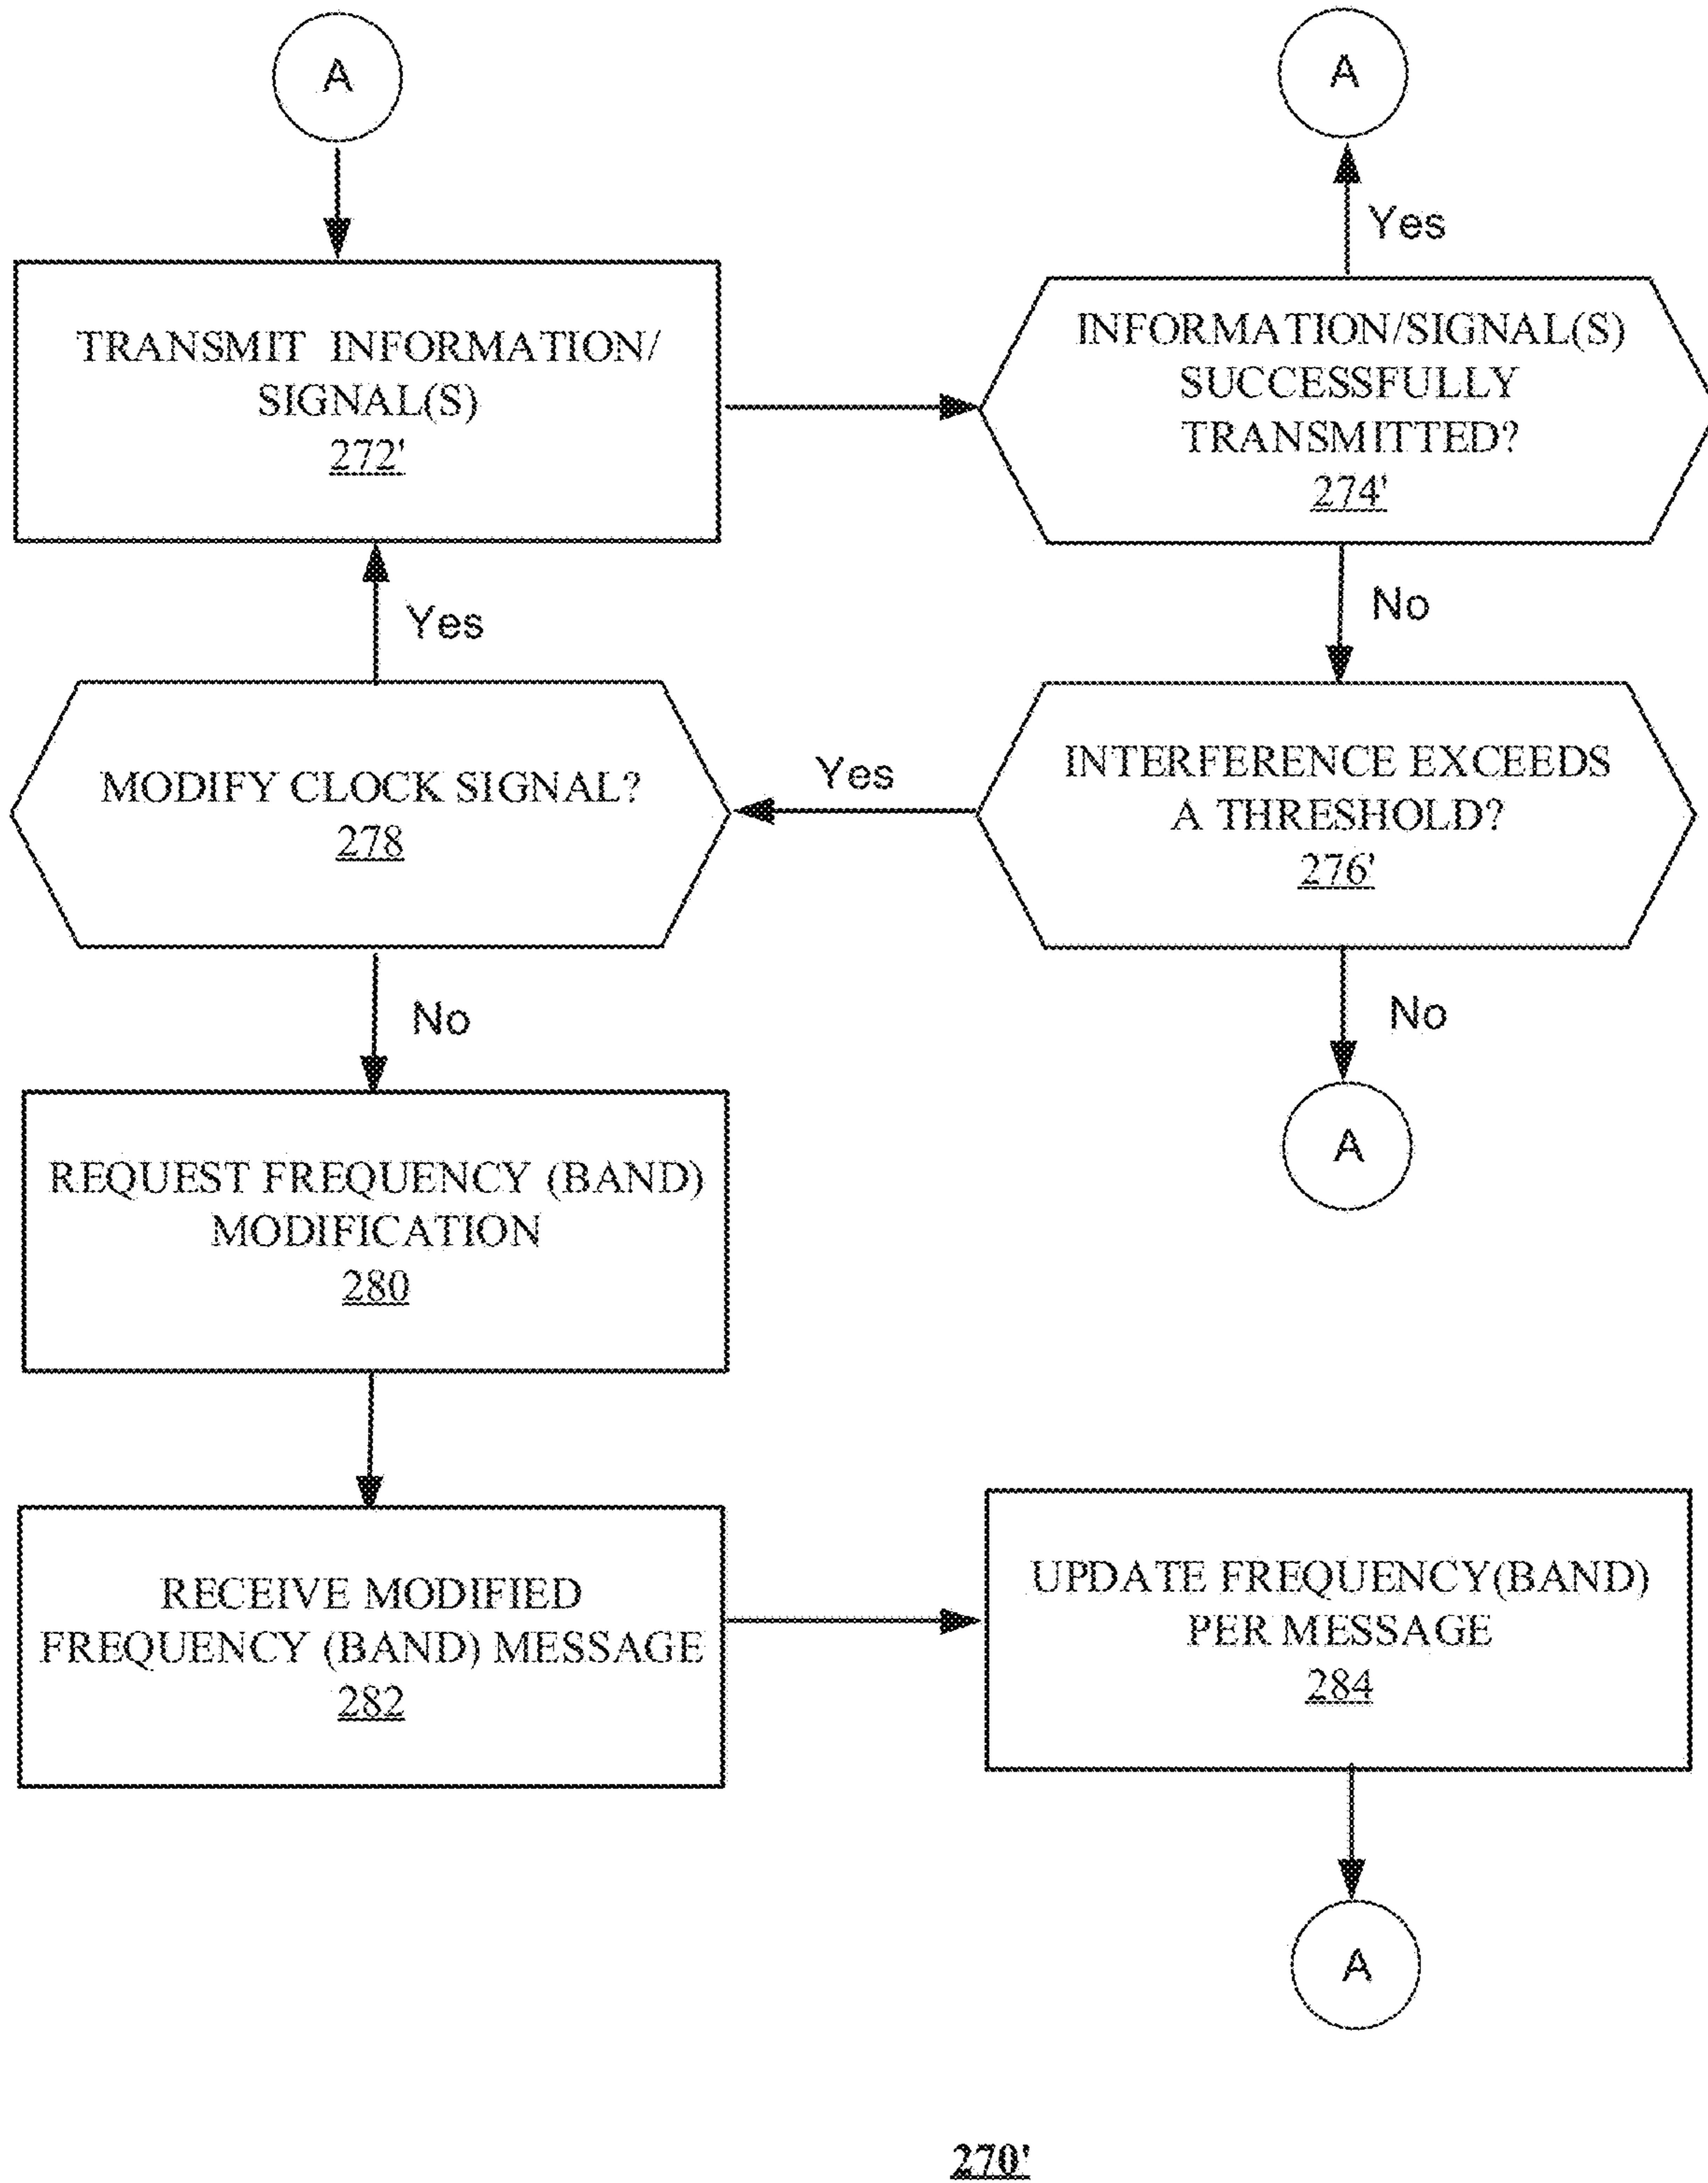 A
A
Yes
TRANSMIT INFORMATION/
SIGNAL(S)
272'
INFORMATION/SIGNAL(S)
SUCCESSFULLY
TRANSMITTED?
274'
Yes
No
MODIFY CLOCK SIGNAL?
278
Yes
INTERFERENCE EXCEEDS
A THRESHOLD?
276'
No
No
A
REQUEST FREQUENCY (BAND)
MODIFICATION
280
RECEIVE MODIFIED
FREQUENCY (BAND) MESSAGE
282
UPDATE FREQUENCY(BAND)
PER MESSAGE
284
A
270'